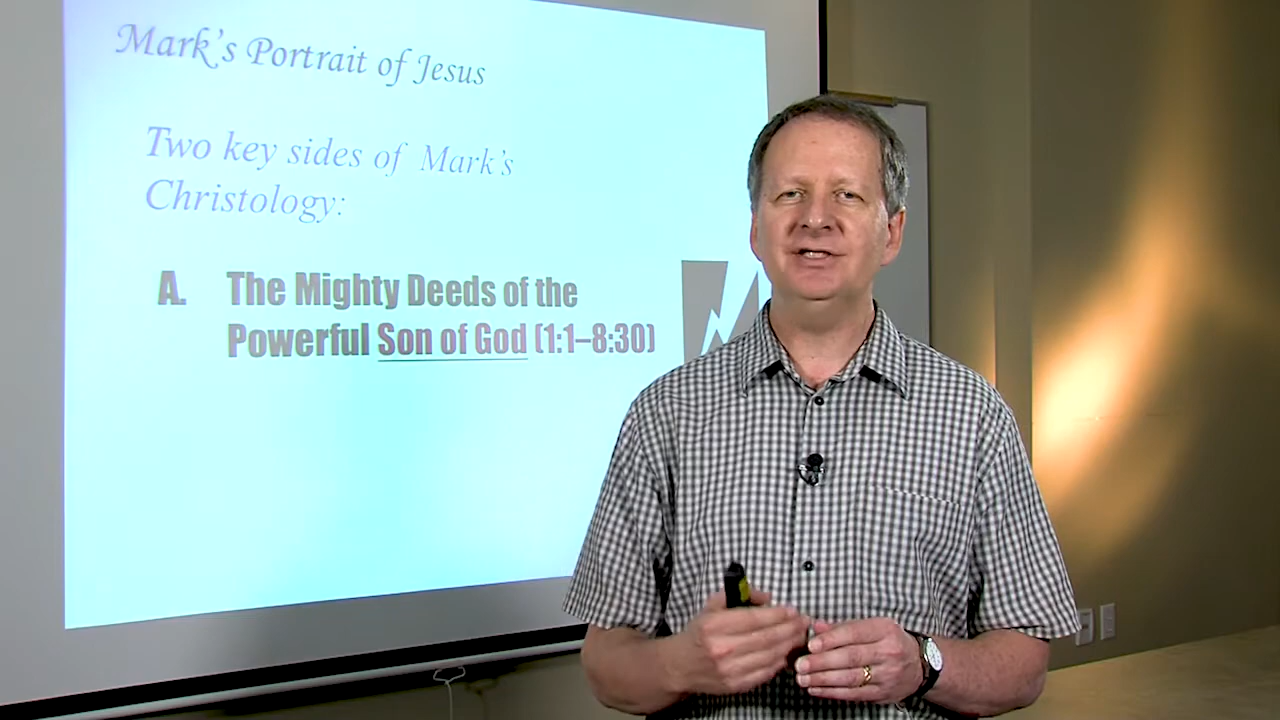 Mark's Portrait of Jesus
Two key sides of Mark's
Christology:
A. The Mighty Deeds of the
Powerful Son of God (1:1–8:30)